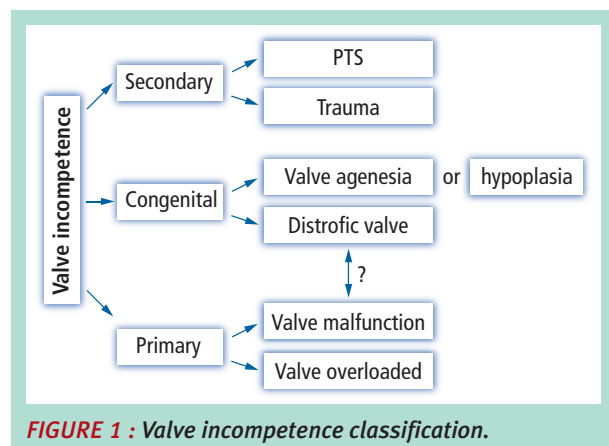 Valve incompetence
Secondary
PTS
Trauma
Congenital
Valve agenesia or hypoplasia
Distrofic valve
?
Primary
Valve malfunction
Valve overloaded
FIGURE 1 : Valve incompetence classification.